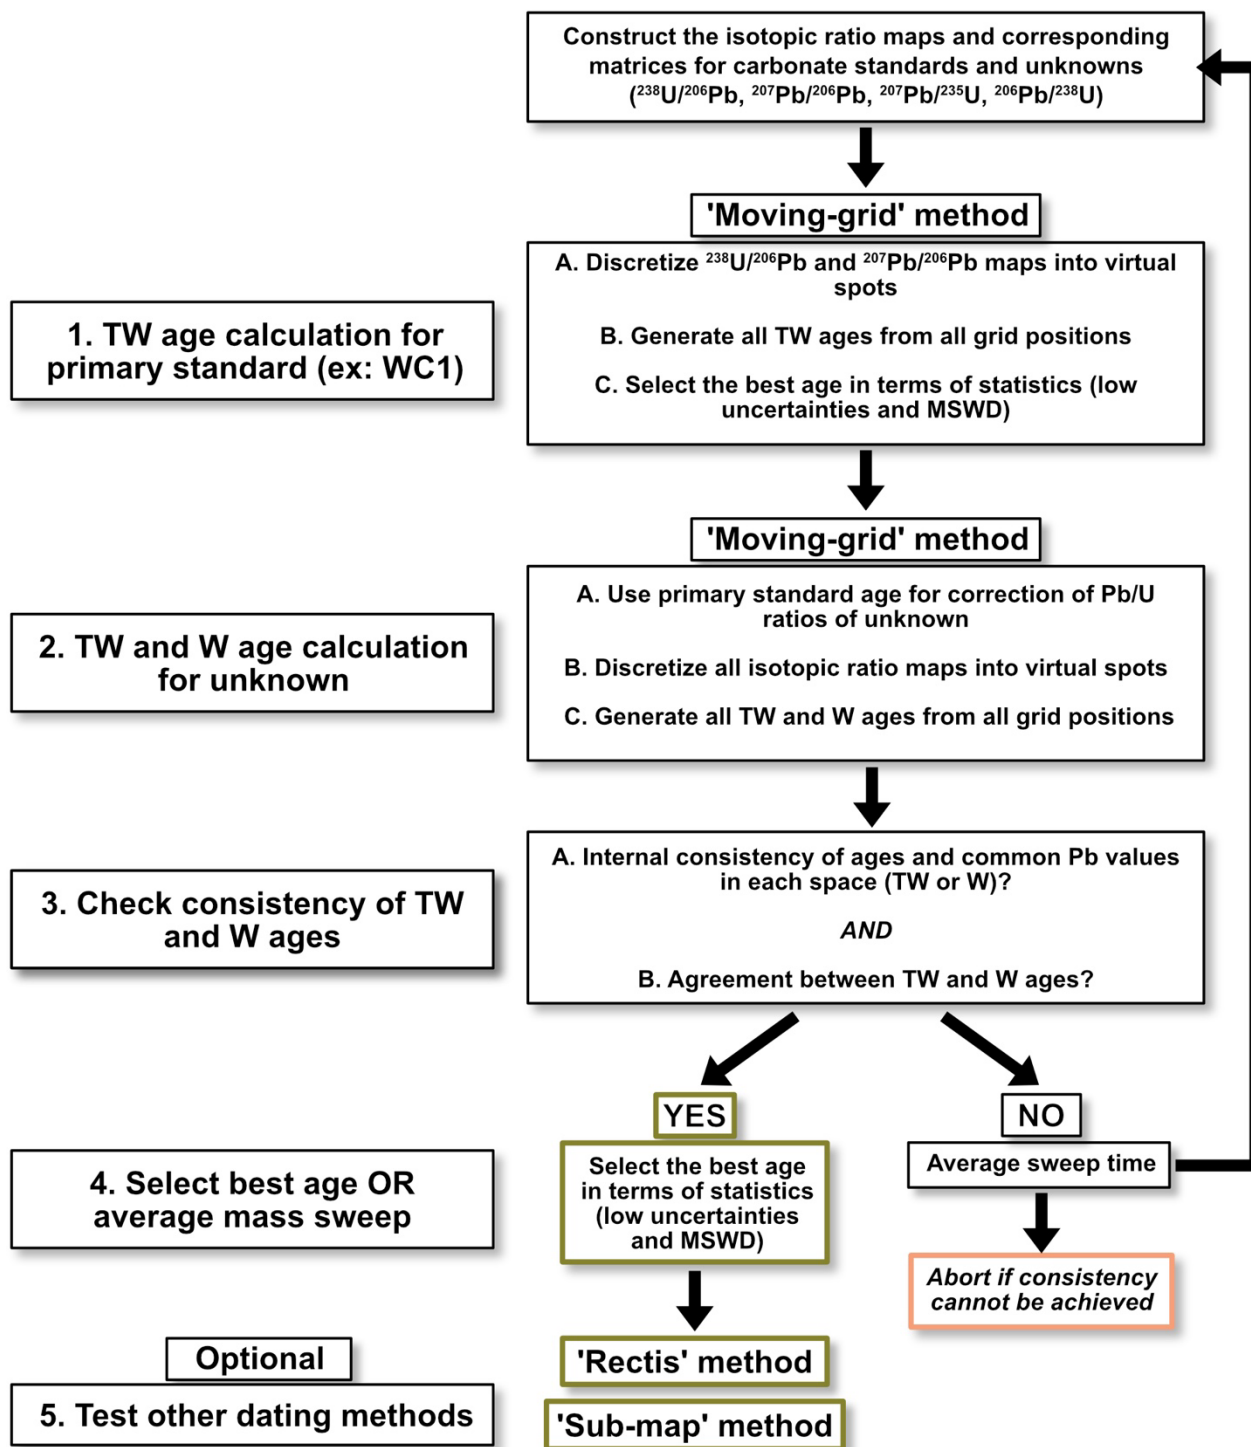 Construct the isotopic ratio maps and corresponding
matrices for carbonate standards and unknowns
(²³⁸U/²⁰⁶Pb, ²⁰⁷Pb/²⁰⁶Pb, ²⁰⁷Pb/²³⁵U, ²⁰⁶Pb/²³⁸U)
'Moving-grid' method
1. TW age calculation for
primary standard (ex: WC1)
A. Discretize ²³⁸U/²⁰⁶Pb and ²⁰⁷Pb/²⁰⁶Pb maps into virtual
spots
B. Generate all TW ages from all grid positions
C. Select the best age in terms of statistics (low
uncertainties and MSWD)
'Moving-grid' method
2. TW and W age calculation
for unknown
A. Use primary standard age for correction of Pb/U
ratios of unknown
B. Discretize all isotopic ratio maps into virtual spots
C. Generate all TW and W ages from all grid positions
3. Check consistency of TW
and W ages
A. Internal consistency of ages and common Pb values
in each space (TW or W)?
AND
B. Agreement between TW and W ages?
4. Select best age OR
average mass sweep
YES
Select the best age
in terms of statistics
(low uncertainties
and MSWD)
NO
Average sweep time
Abort if consistency
cannot be achieved
Optional
5. Test other dating methods
'Rectis' method
'Sub-map' method